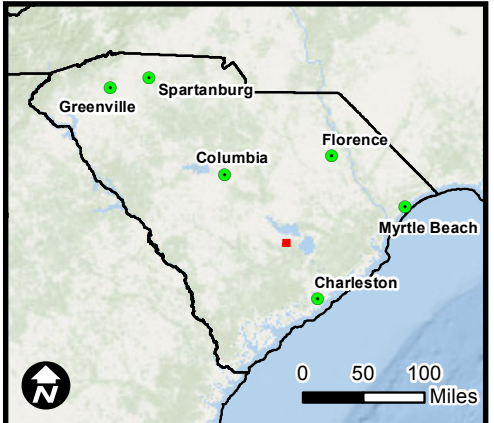 Spartanburg
Greenville
Florence
Columbia
Myrtle Beach
Charleston
0 50 100
Miles
N